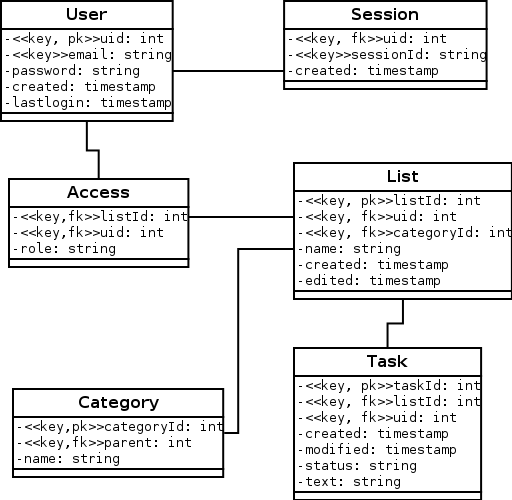 User
-<<key, pk>>uid: int
-<<key>>email: string
-password: string
-created: timestamp
-lastlogin: timestamp
Session
-<<key, fk>>uid: int
-<<key>>sessionId: string
-created: timestamp
Access
-<<key,fk>>listId: int
-<<key,fk>>uid: int
-role: string
List
-<<key, pk>>listId: int
-<<key, fk>>uid: int
-<<key, fk>>categoryId: int
-name: string
-created: timestamp
-edited: timestamp
Category
-<<key,pk>>categoryId: int
-<<key,fk>>parent: int
-name: string
Task
-<<key, pk>>taskId: int
-<<key, fk>>listId: int
-<<key, fk>>uid: int
-created: timestamp
-modified: timestamp
-status: string
-text: string